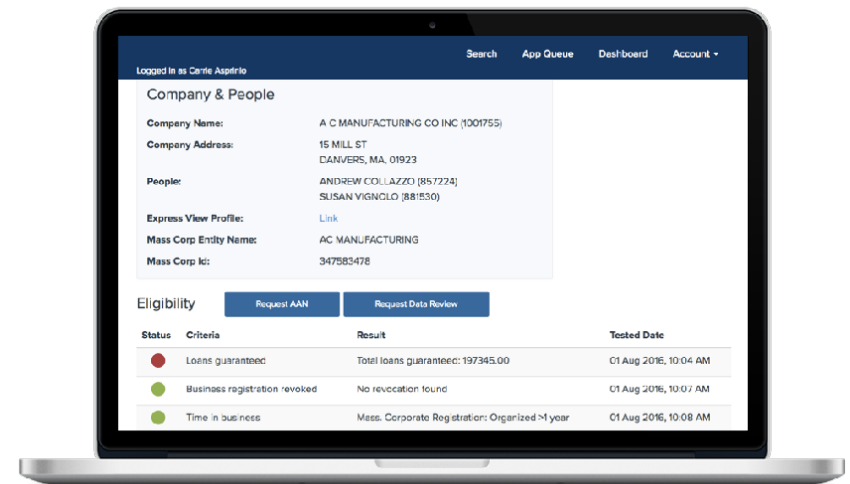 Search App Queue Dashboard Account
Logged in as Carrie Asprinio
Company & People
Company Name: A C MANUFACTURING CO INC (1001755)
Company Address: 15 MILL ST
DANVERS, MA, 01923
People: ANDREW COLLAZZO (857224)
SUSAN VIGNOLO (881530)
Express View Profile: Link
Mass Corp Entity Name: AC MANUFACTURING
Mass Corp Id: 347583478
Eligibility Request AAN Request Data Review
Status Criteria Result Tested Date
Loans guaranteed Total loans guaranteed: 197345.00 01 Aug 2016, 10:04 AM
Business registration revoked No revocation found 01 Aug 2016, 10:07 AM
Time in business Mass. Corporate Registration: Organized >1 year 01 Aug 2016, 10:08 AM